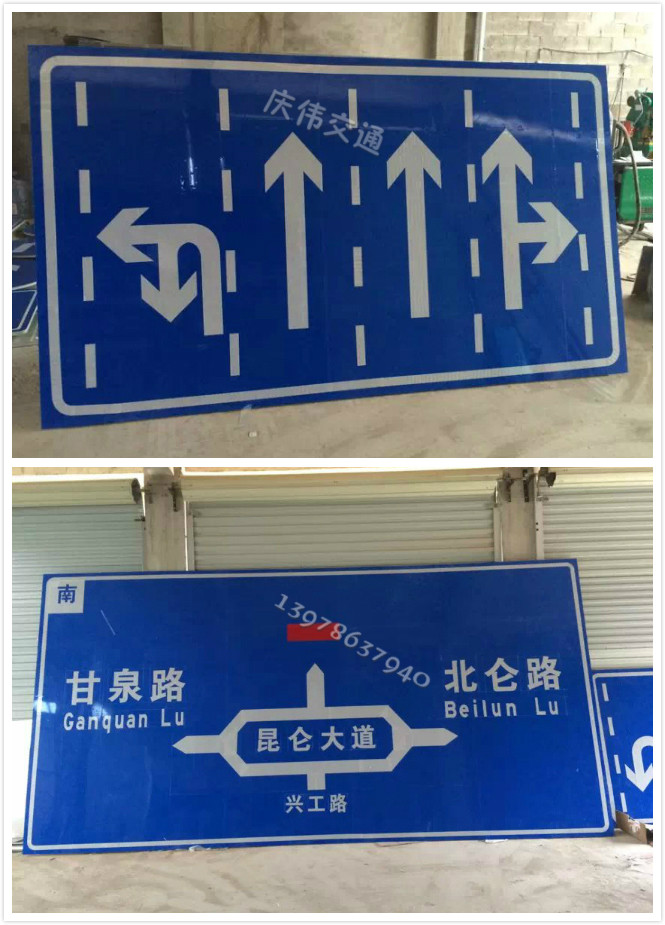 庆伟交通
南
13978637940
甘泉路
Ganquan Lu
北仑路
Beilun Lu
昆仑大道
兴工路